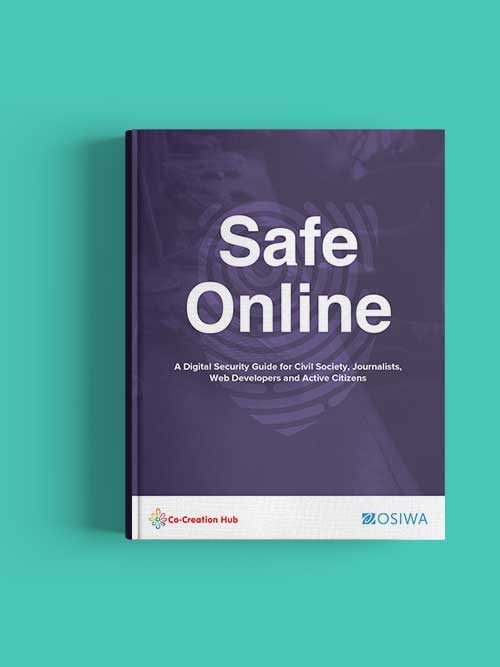 Safe
Online
A Digital Security Guide for Civil Society, Journalists,
Web Developers and Active Citizens
Co-Creation Hub
OSIWA